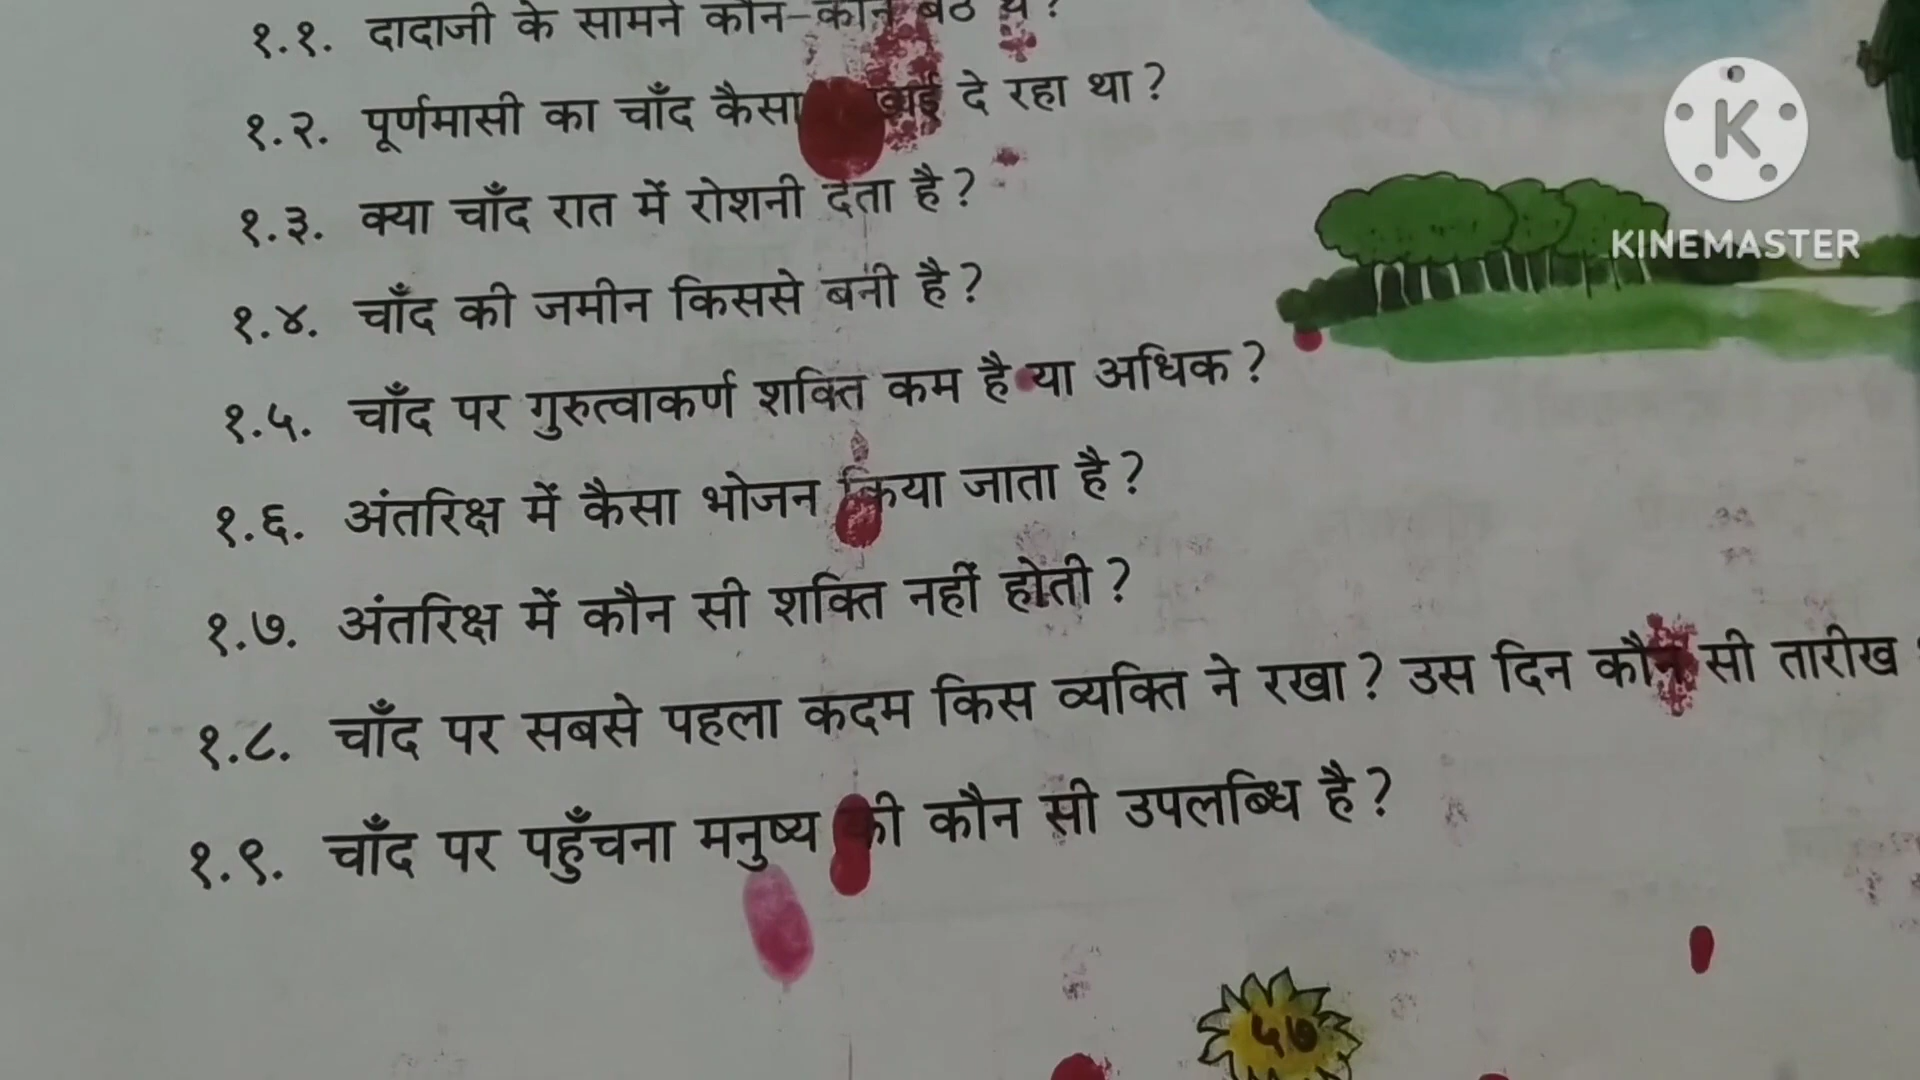 १.१. दादाजी के सामने कौन-कौन बैठे थे?
१.२. पूर्णमासी का चाँद कैसा दे रहा था?
१.३. क्या चाँद रात में रोशनी देता है?
१.४. चाँद की जमीन किससे बनी है?
१.५. चाँद पर गुरुत्वाकर्ण शक्ति कम है या अधिक?
१.६. अंतरिक्ष में कैसा भोजन किया जाता है?
१.७. अंतरिक्ष में कौन सी शक्ति नहीं होती?
१.८. चाँद पर सबसे पहला कदम किस व्यक्ति ने रखा? उस दिन कौन सी तारीख
१.९. चाँद पर पहुँचना मनुष्य की कौन सी उपलब्धि है?
५७
K
KINEMASTER